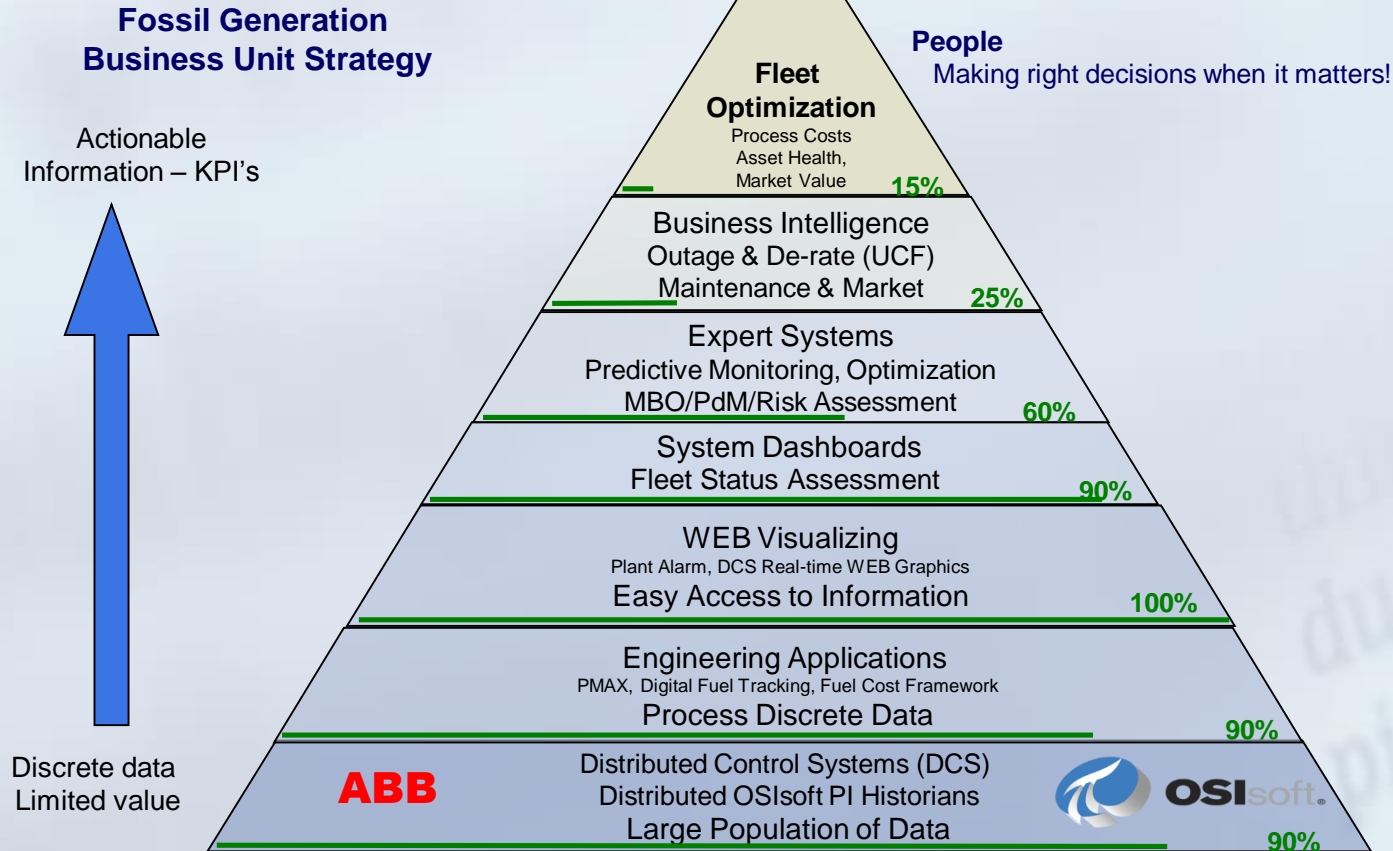 Fossil Generation
Business Unit Strategy
People
Making right decisions when it matters!
Actionable
Information – KPI's
Fleet
Optimization
Process Costs
Asset Health,
Market Value
15%
Business Intelligence
Outage & De-rate (UCF)
Maintenance & Market
25%
Expert Systems
Predictive Monitoring, Optimization
MBO/PdM/Risk Assessment
60%
System Dashboards
Fleet Status Assessment
90%
WEB Visualizing
Plant Alarm, DCS Real-time WEB Graphics
Easy Access to Information
100%
Engineering Applications
PMAX, Digital Fuel Tracking, Fuel Cost Framework
Process Discrete Data
90%
Discrete data
Limited value
ABB
Distributed Control Systems (DCS)
Distributed OSIsoft PI Historians
Large Population of Data
OSIsoft.
90%